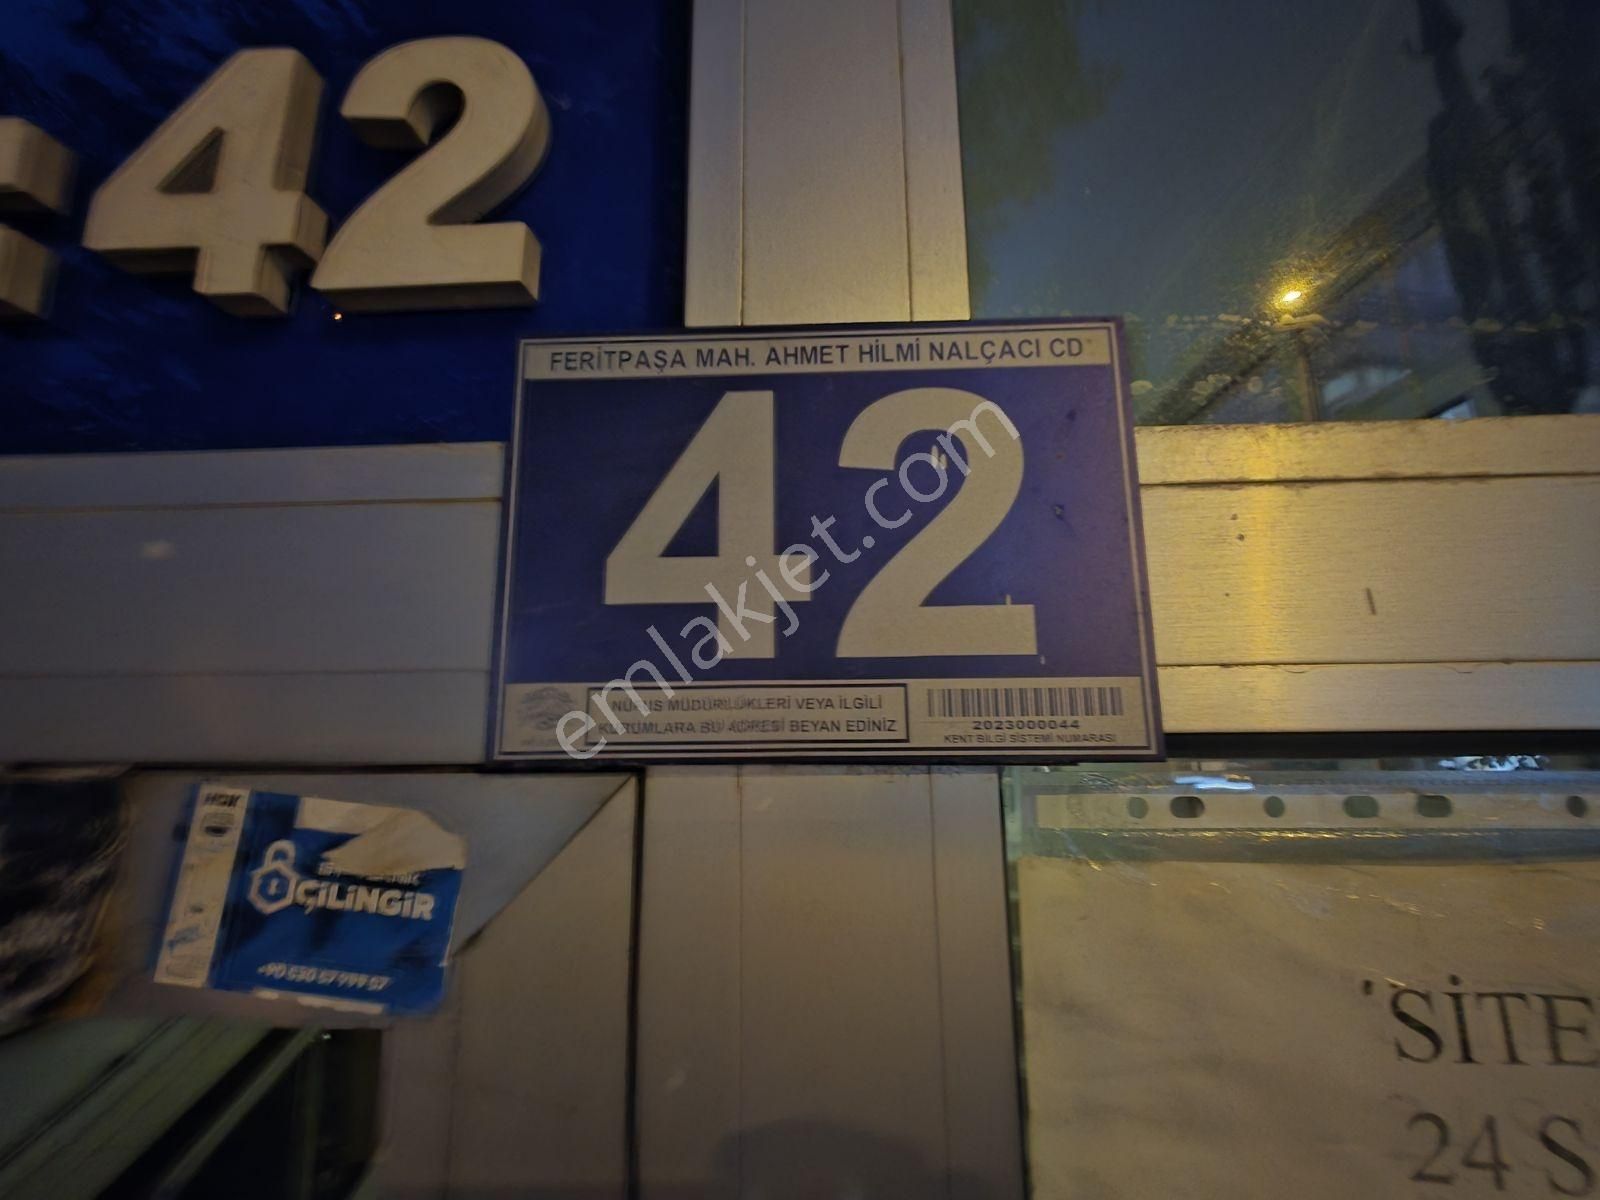 :42
FERİTPAŞA MAH. AHMET HİLMİ NALÇACI CD
42
emlakjet.com
NÜFUS MÜDÜRLÜKLERİ VEYA İLGİLİ
KURUMLARA BU ADRESİ BEYAN EDİNİZ
2023000044
KENT BİLGİ SİSTEMİ NUMARASI
ÇİLİNGİR
'SİTE
24 S